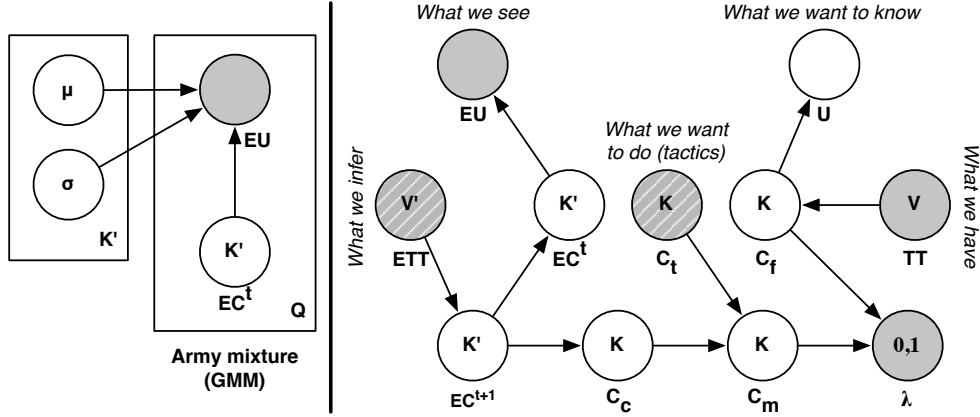 μ
EU
σ
K'
K'
EC^t
Q
Army mixture
(GMM)
What we see
What we want to know
EU
U
What we want
to do (tactics)
What we infer
What we have
V'
K'
K
K
V
ETT
EC^t
C_t
C_f
TT
K'
K
K
0,1
EC^{t+1}
C_c
C_m
λ